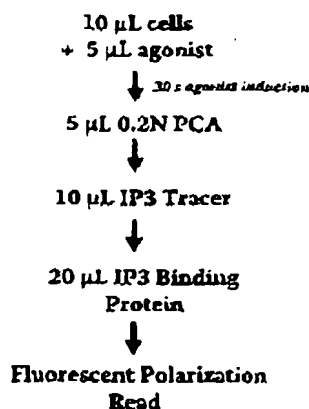 10 µL cells
+ 5 µL agonist
30 s agonist induction
5 µL 0.2N PCA
10 µL IP3 Tracer
20 µL IP3 Binding
Protein
Fluorescent Polarization
Read